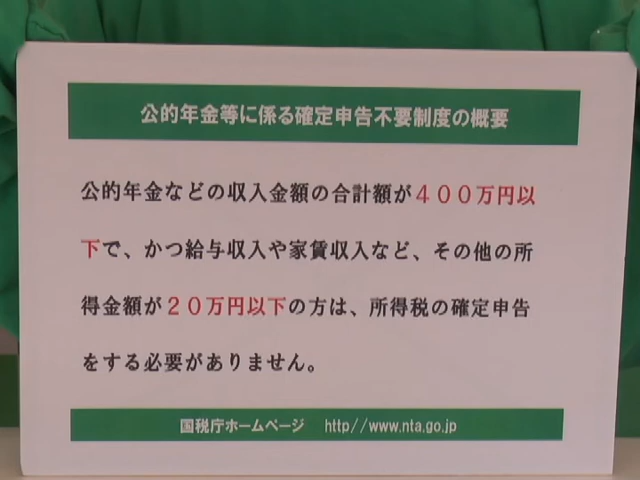 公的年金等に係る確定申告不要制度の概要
公的年金などの収入金額の合計額が４００万円以
下で、かつ給与収入や家賃収入など、その他の所
得金額が２０万円以下の方は、所得税の確定申告
をする必要がありません。
国税庁ホームページ　http//www.nta.go.jp